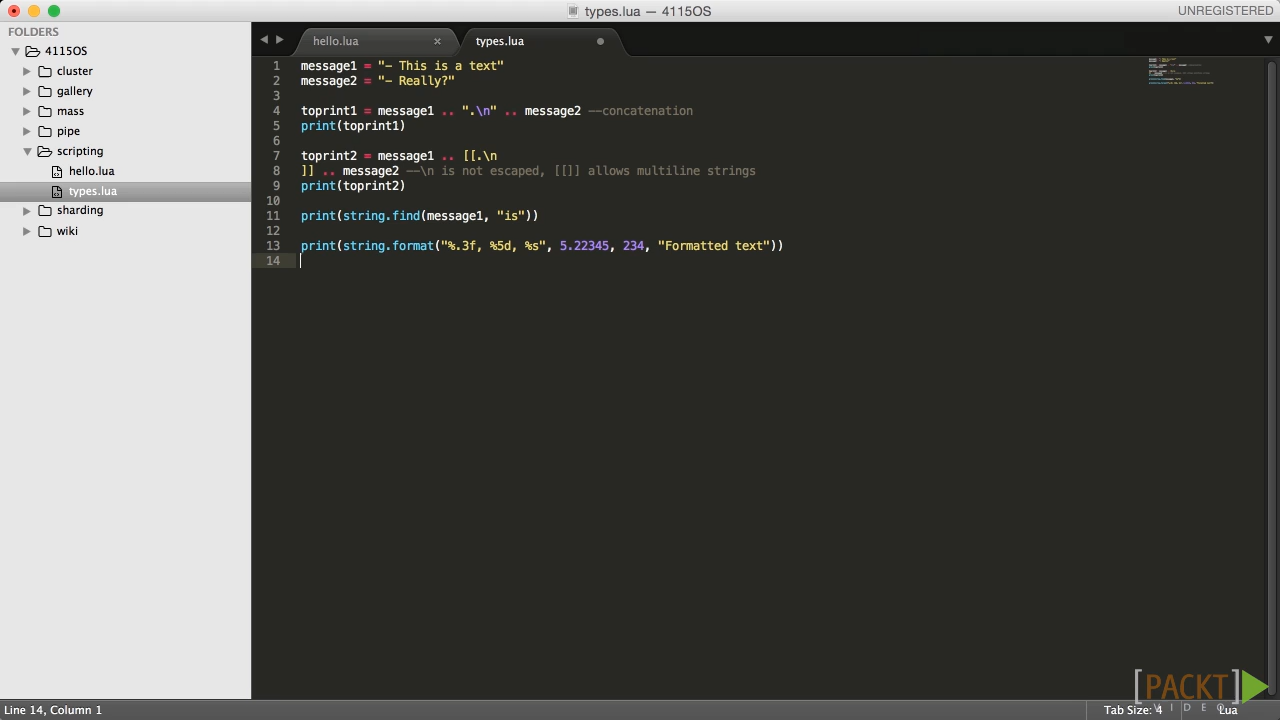 types.lua — 4115OS
UNREGISTERED
FOLDERS
4115OS
cluster
gallery
mass
pipe
scripting
hello.lua
types.lua
sharding
wiki
hello.lua ×
types.lua
1 message1 = "- This is a text"
2 message2 = "- Really?"
3
4 toprint1 = message1 .. ".\n" .. message2 --concatenation
5 print(toprint1)
6
7 toprint2 = message1 .. [[.\n
8 ]] .. message2 --\n is not escaped, [[]] allows multiline strings
9 print(toprint2)
10
11 print(string.find(message1, "is"))
12
13 print(string.format("%.3f, %5d, %s", 5.22345, 234, "Formatted text"))
14
[PACKT]
VIDEO
Line 14, Column 1
Tab Size: 4
Lua